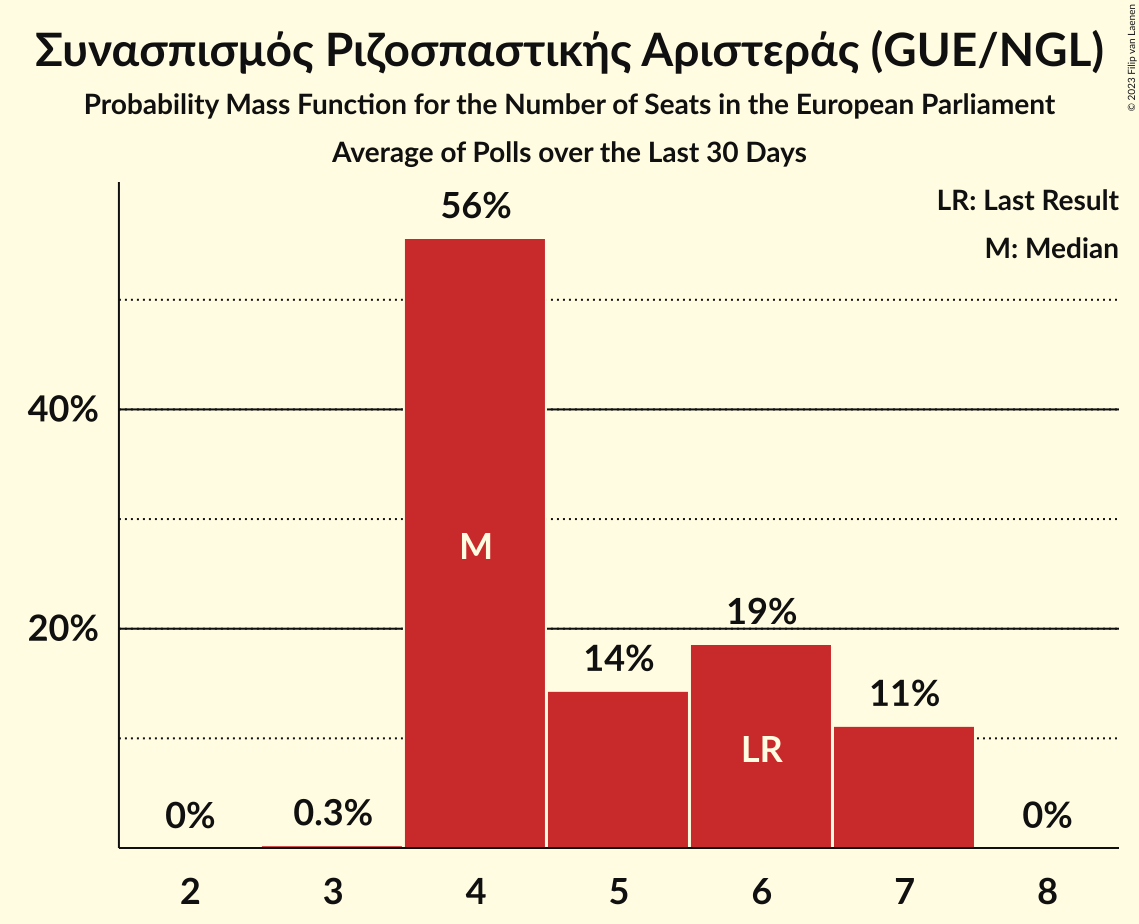 Συνασπισμός Ριζοσπαστικής Αριστεράς (GUE/NGL)
Probability Mass Function for the Number of Seats in the European Parliament
Average of Polls over the Last 30 Days
© 2023 Filip van Laenen
LR: Last Result
M: Median
56%
40%
M
20%
19%
14%
11%
LR
0%
0.3%
0%
2 3 4 5 6 7 8